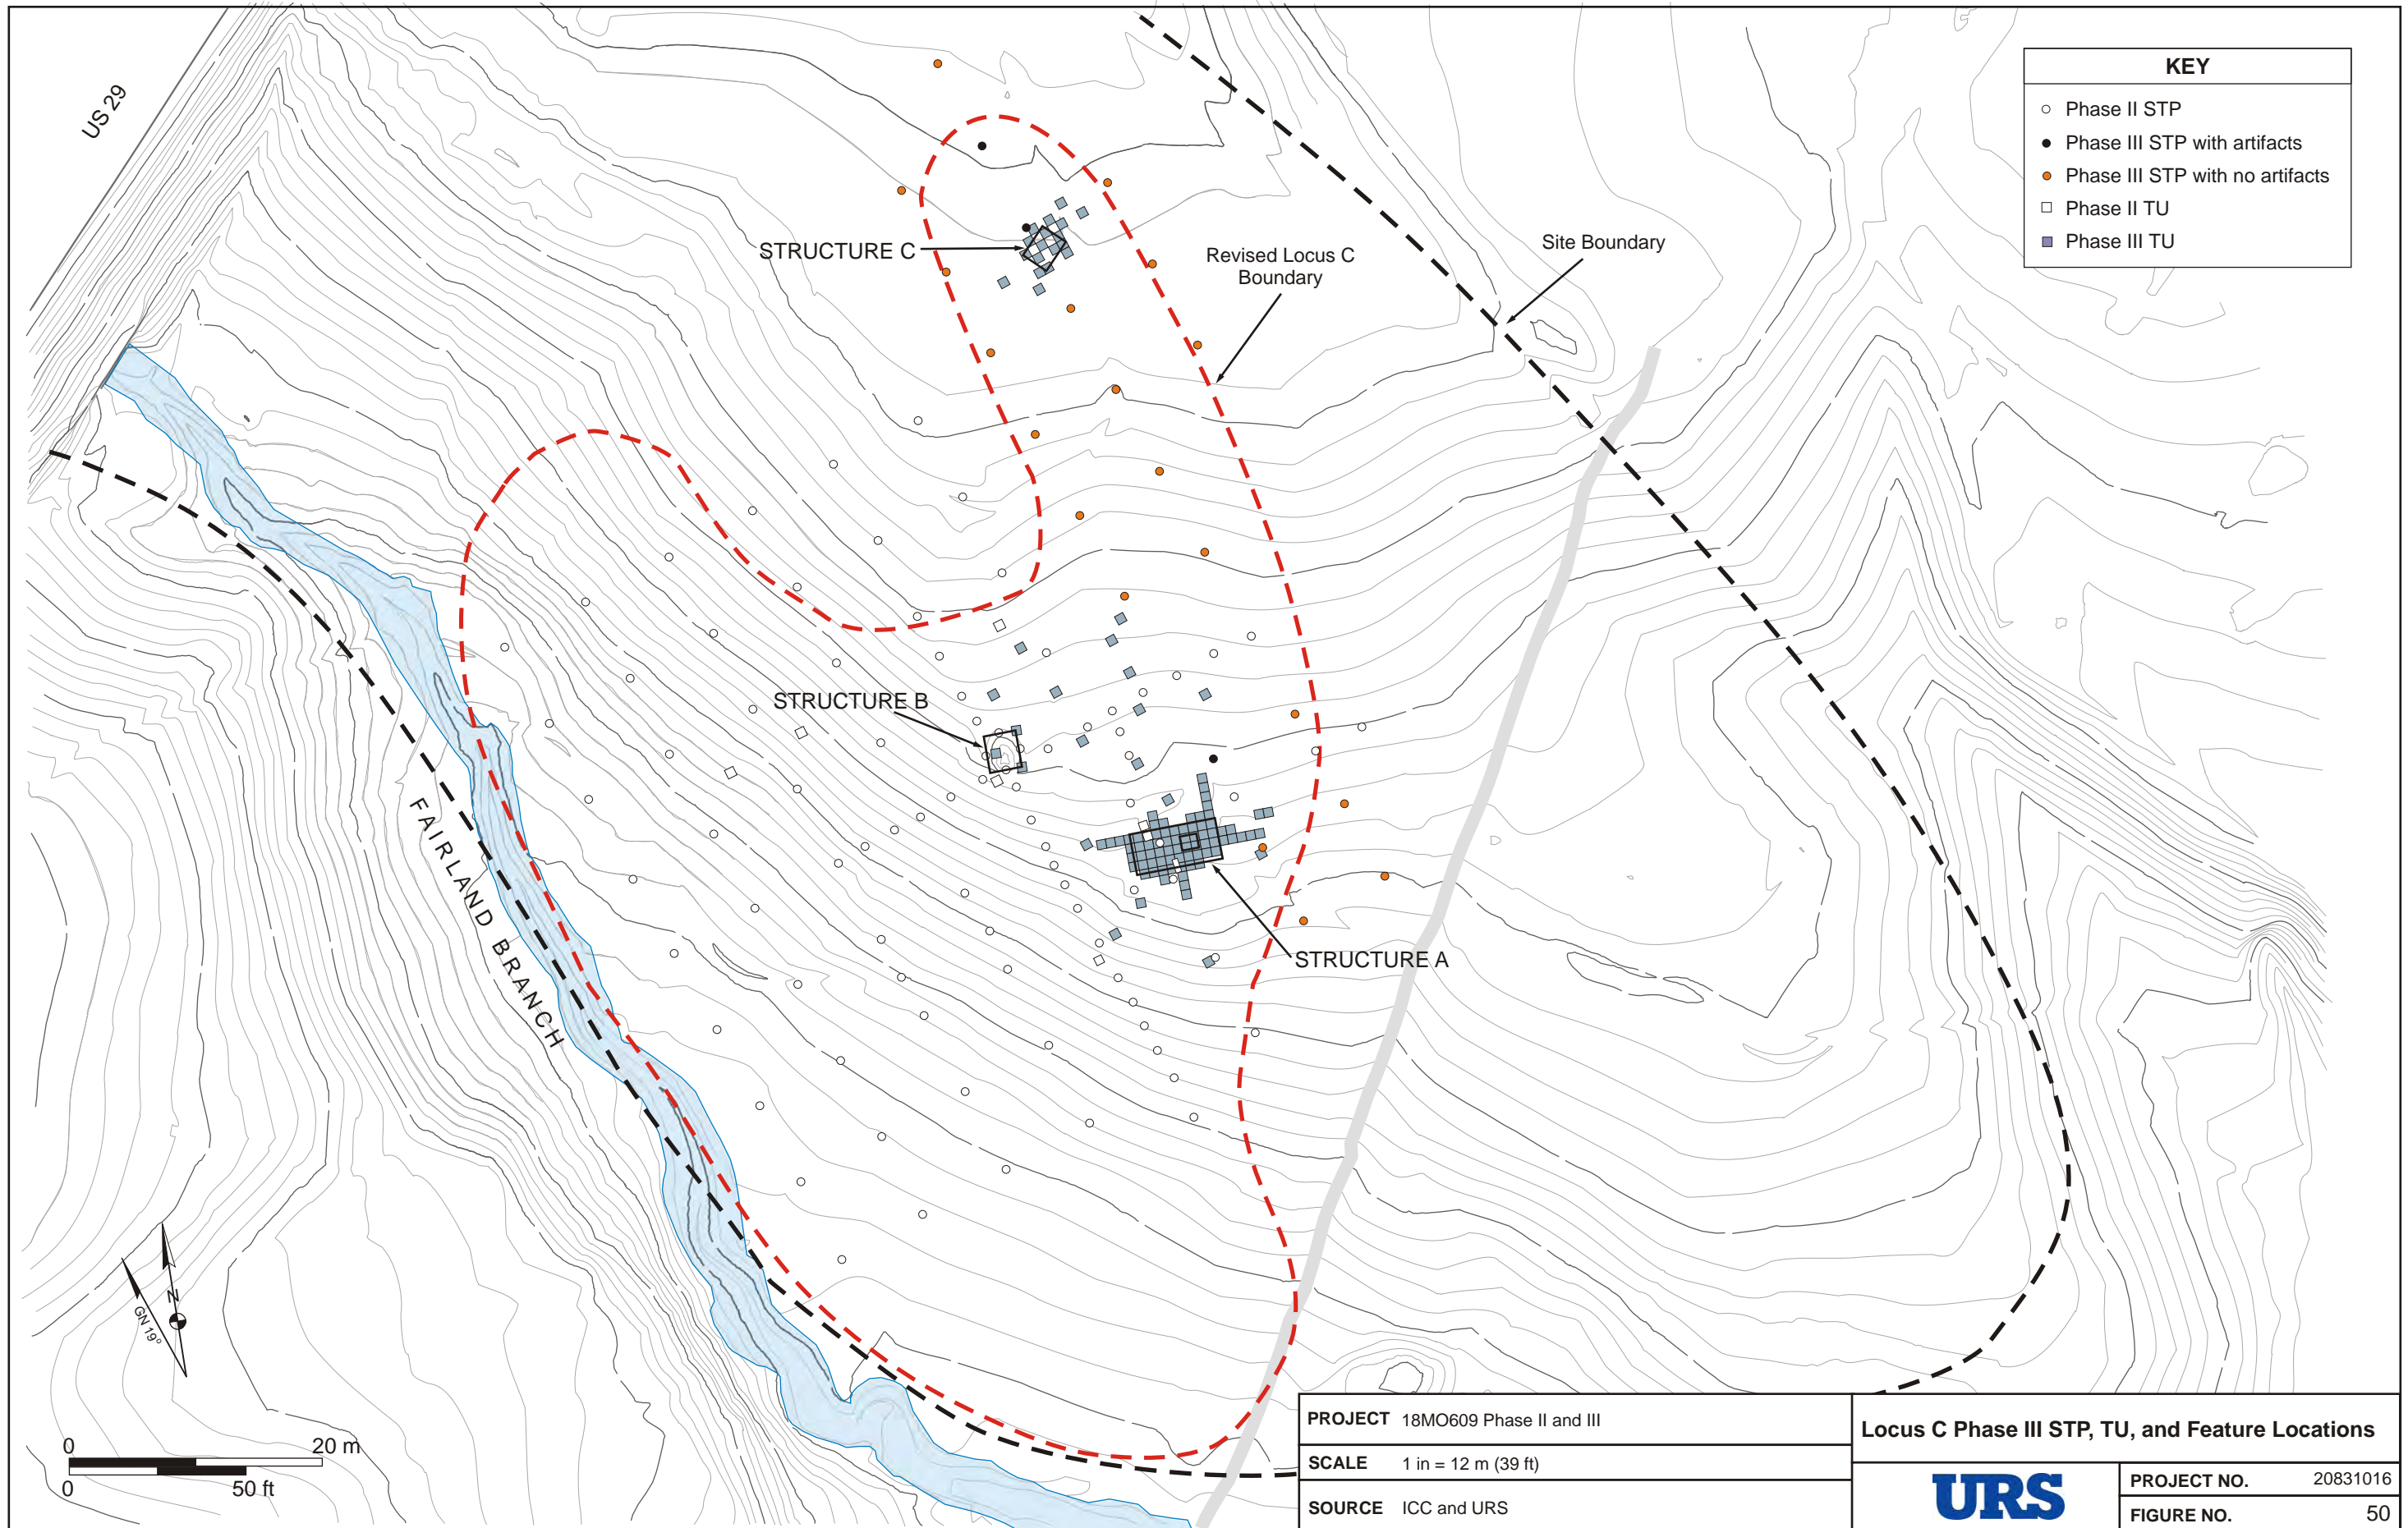 US 29
KEY
Phase II STP
Phase III STP with artifacts
Phase III STP with no artifacts
Phase II TU
Phase III TU
STRUCTURE C
Revised Locus C
Boundary
Site Boundary
STRUCTURE B
FAIRLAND BRANCH
STRUCTURE A
N
GN 19°
0 20 m
0 50 ft
PROJECT 18MO609 Phase II and III
SCALE 1 in = 12 m (39 ft)
SOURCE ICC and URS
Locus C Phase III STP, TU, and Feature Locations
URS
PROJECT NO. 20831016
FIGURE NO. 50